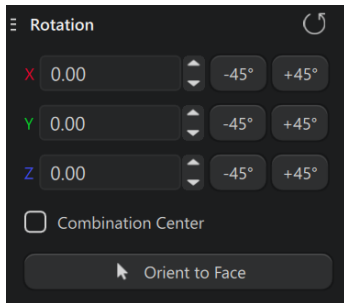 Rotation
X 0.00 -45° +45°
Y 0.00 -45° +45°
Z 0.00 -45° +45°
Combination Center
Orient to Face